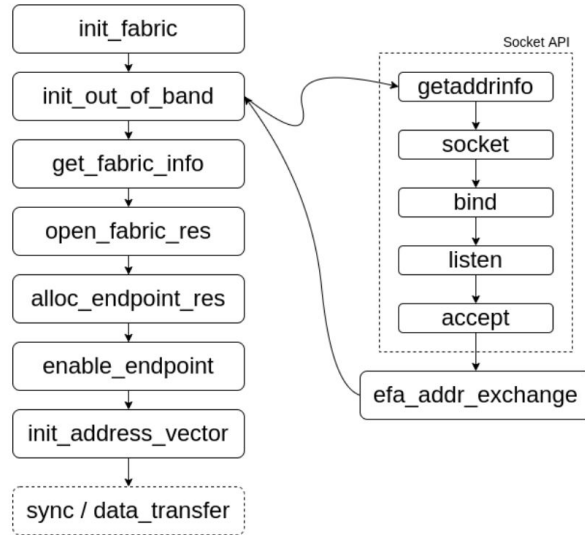 init_fabric
init_out_of_band
get_fabric_info
open_fabric_res
alloc_endpoint_res
enable_endpoint
init_address_vector
sync / data_transfer
Socket API
getaddrinfo
socket
bind
listen
accept
efa_addr_exchange